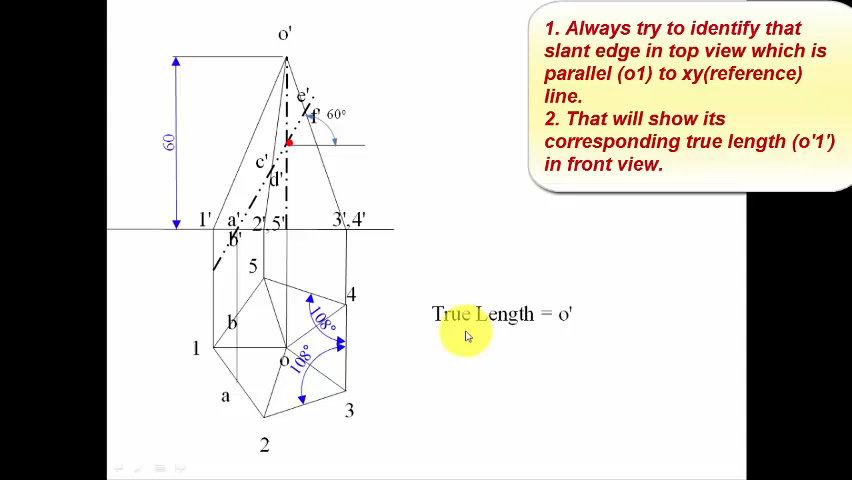 1. Always try to identify that
slant edge in top view which is
parallel (o1) to xy(reference)
line.
2. That will show its
corresponding true length (o'1')
in front view.
o'
e'
f'
60°
60
c'
d'
1'
a'
2',5'
3',4'
b'
5
4
b
108°
True Length = o'
1
o
108°
a
3
2